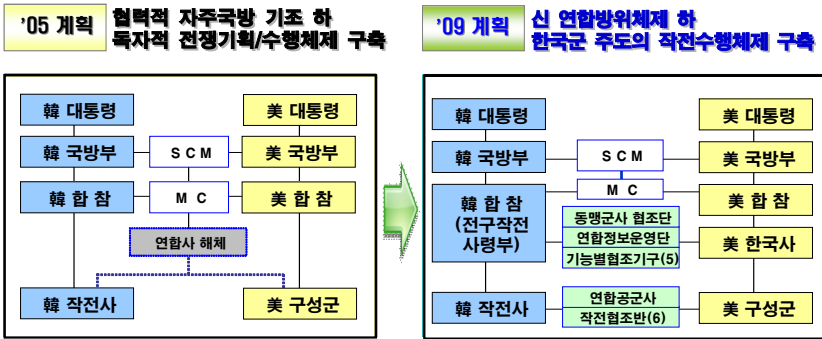 '05 계획
협력적 자주국방 기조 하
독자적 전쟁기획/수행체제 구축
'09 계획
신 연합방위체제 하
한국군 주도의 작전수행체제 구축
韓 대통령
美 대통령
韓 국방부
S C M
美 국방부
韓 합 참
M C
美 합 참
연합사 해체
韓 작전사
美 구성군
韓 대통령
美 대통령
韓 국방부
S C M
美 국방부
M C
韓 합 참
(전구작전
사령부)
美 합 참
동맹군사 협조단
연합정보운영단
기능별협조기구(5)
美 한국사
韓 작전사
연합공군사
작전협조반(6)
美 구성군